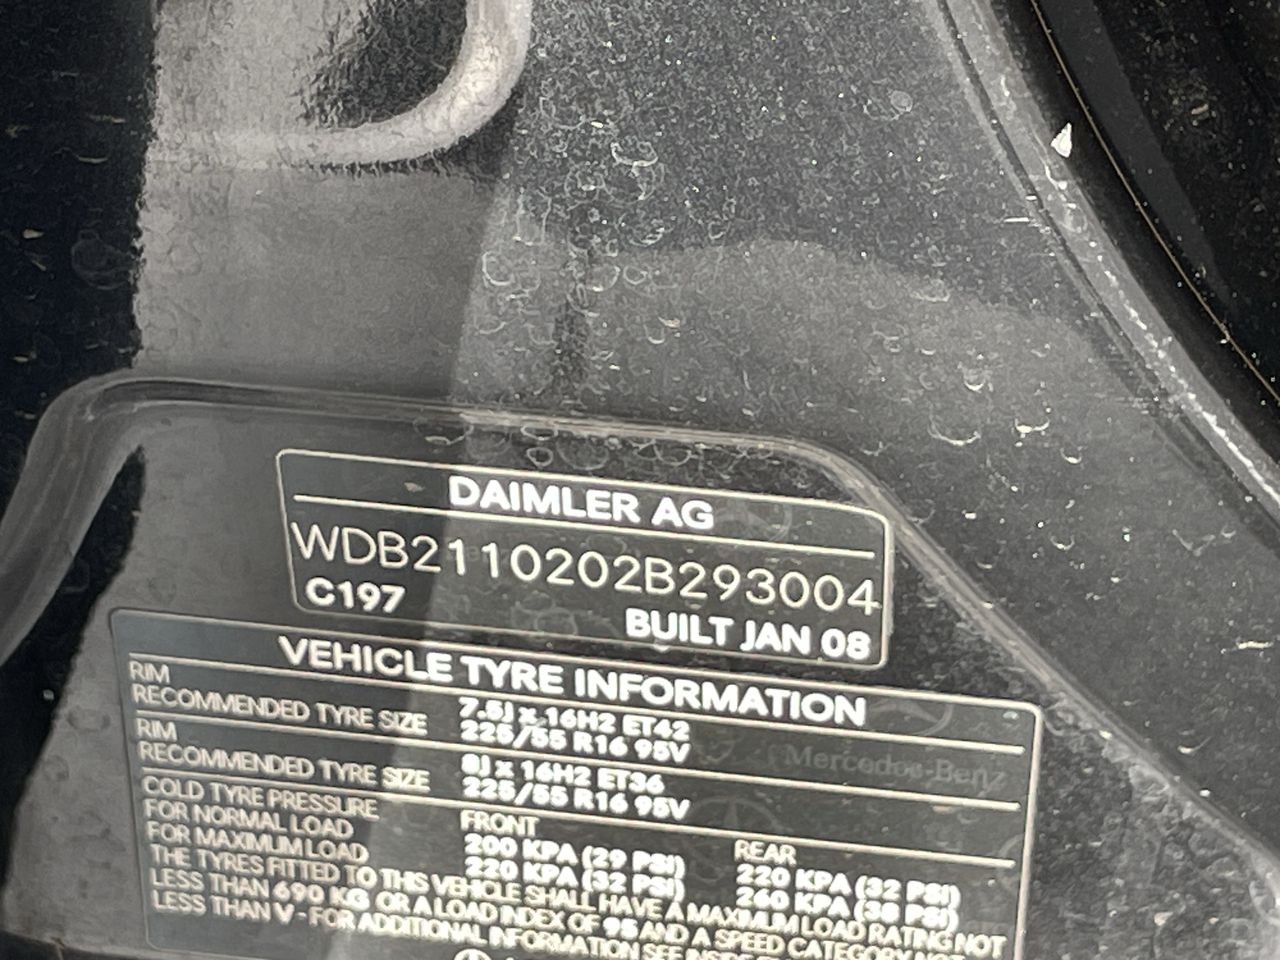 DAIMLER AG
WDB2110202B293004
C197
BUILT JAN 08
VEHICLE TYRE INFORMATION
RIM 7.5J x 16H2 ET42
RECOMMENDED TYRE SIZE 225/55 R16 95V
RIM 8J x 16H2 ET36
RECOMMENDED TYRE SIZE 225/55 R16 95V
Mercedes-Benz
COLD TYRE PRESSURE FRONT REAR
FOR NORMAL LOAD 200 KPA (29 PSI) 220 KPA (32 PSI)
FOR MAXIMUM LOAD 220 KPA (32 PSI) 260 KPA (38 PSI)
THE TYRES FITTED TO THIS VEHICLE SHALL HAVE A MAXIMUM LOAD RATING NOT
LESS THAN 690 KG OR A LOAD INDEX OF 95 AND A SPEED CATEGORY NOT
LESS THAN V - FOR ADDITIONAL INFORMATION SEE INSIDE